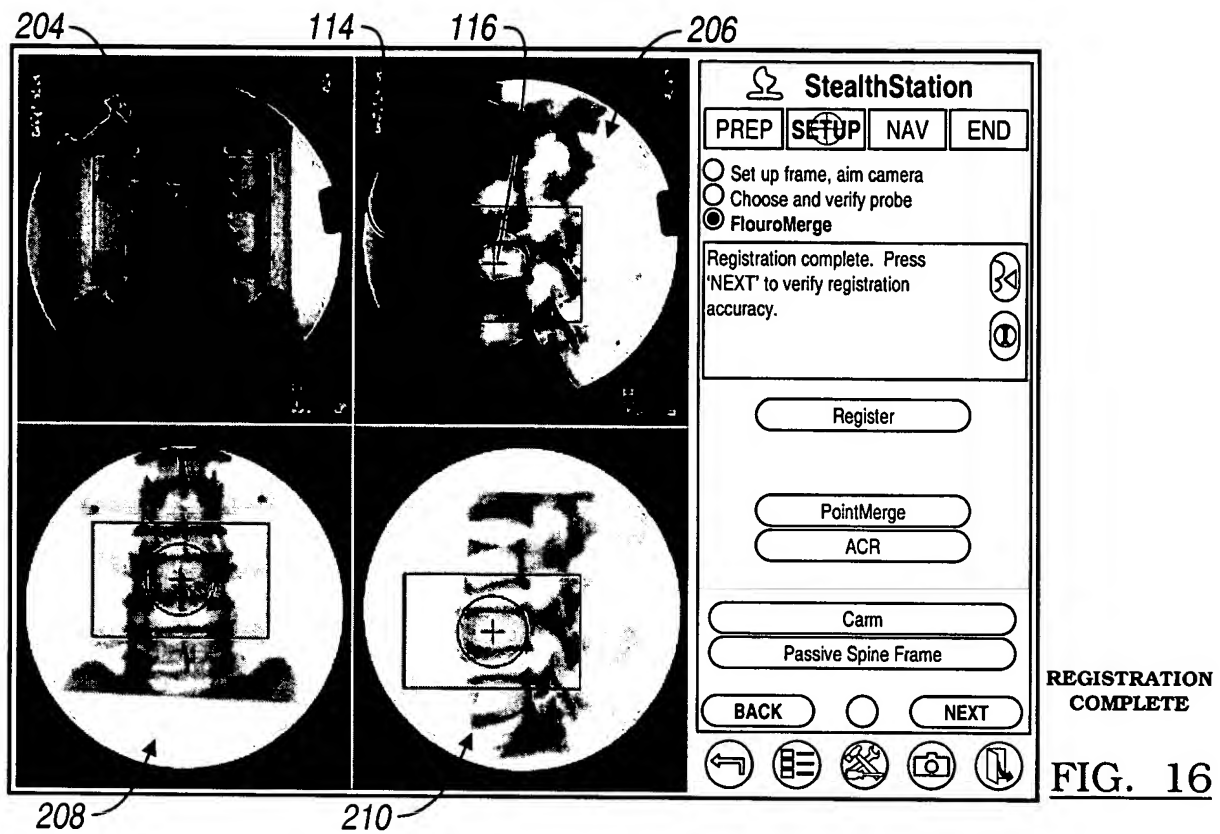 204
114
116
206
StealthStation
PREP
SETUP
NAV
END
Set up frame, aim camera
Choose and verify probe
FlouroMerge
Registration complete. Press
'NEXT' to verify registration
accuracy.
Register
PointMerge
ACR
Carm
Passive Spine Frame
BACK
NEXT
REGISTRATION
COMPLETE
FIG. 16
208
210